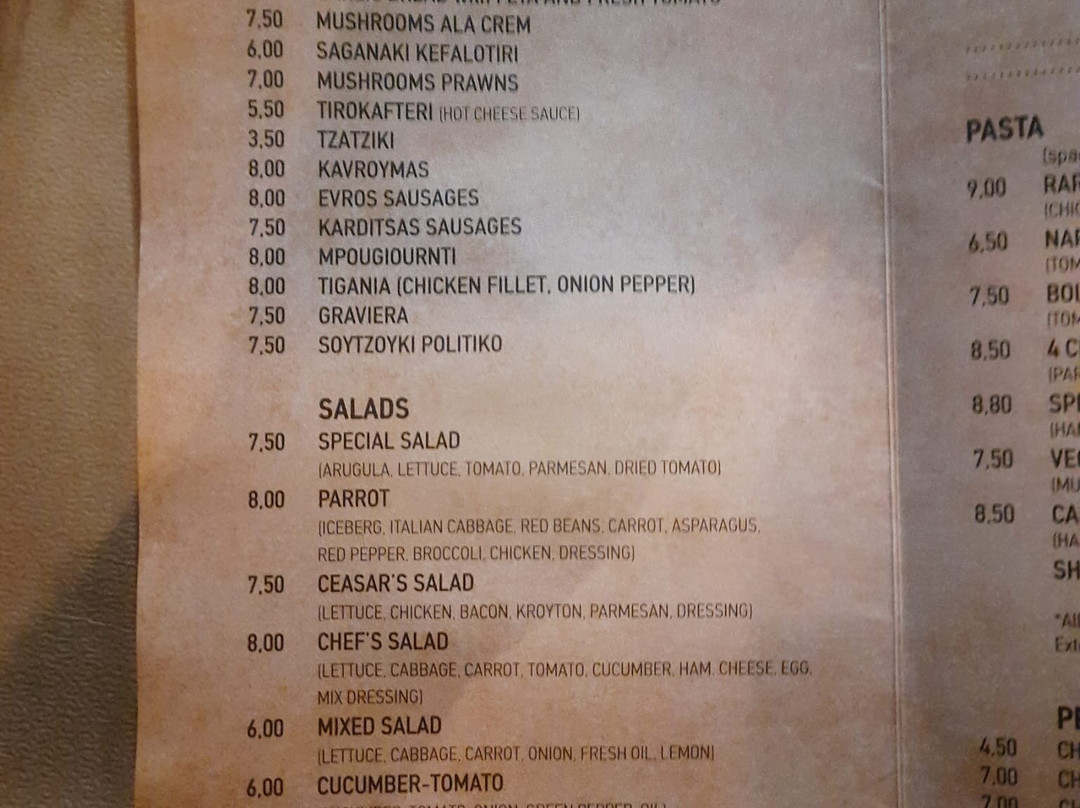 7,50 MUSHROOMS ALA CREM
6,00 SAGANAKI KEFALOTIRI
7,00 MUSHROOMS PRAWNS
5,50 TIROKAFTERI (HOT CHEESE SAUCE)
3,50 TZATZIKI
8,00 KAVROYMAS
8,00 EVROS SAUSAGES
7,50 KARDITSAS SAUSAGES
8,00 MPOUGIOURNTI
8,00 TIGANIA (CHICKEN FILLET, ONION PEPPER)
7,50 GRAVIERA
7,50 SOYTZOYKI POLITIKO
SALADS
7,50 SPECIAL SALAD
(ARUGULA, LETTUCE, TOMATO, PARMESAN, DRIED TOMATO)
8,00 PARROT
(ICEBERG, ITALIAN CABBAGE, RED BEANS, CARROT, ASPARAGUS,
RED PEPPER, BROCCOLI, CHICKEN, DRESSING)
7,50 CEASAR'S SALAD
(LETTUCE, CHICKEN, BACON, KROYTON, PARMESAN, DRESSING)
8,00 CHEF'S SALAD
(LETTUCE, CABBAGE, CARROT, TOMATO, CUCUMBER, HAM, CHEESE, EGG,
MIX DRESSING)
6,00 MIXED SALAD
(LETTUCE, CABBAGE, CARROT, ONION, FRESH OIL, LEMON)
6,00 CUCUMBER-TOMATO
PASTA
9,00
6,50
7,50
8,50 4
8,80
7,50
8,50
4,50
7,00